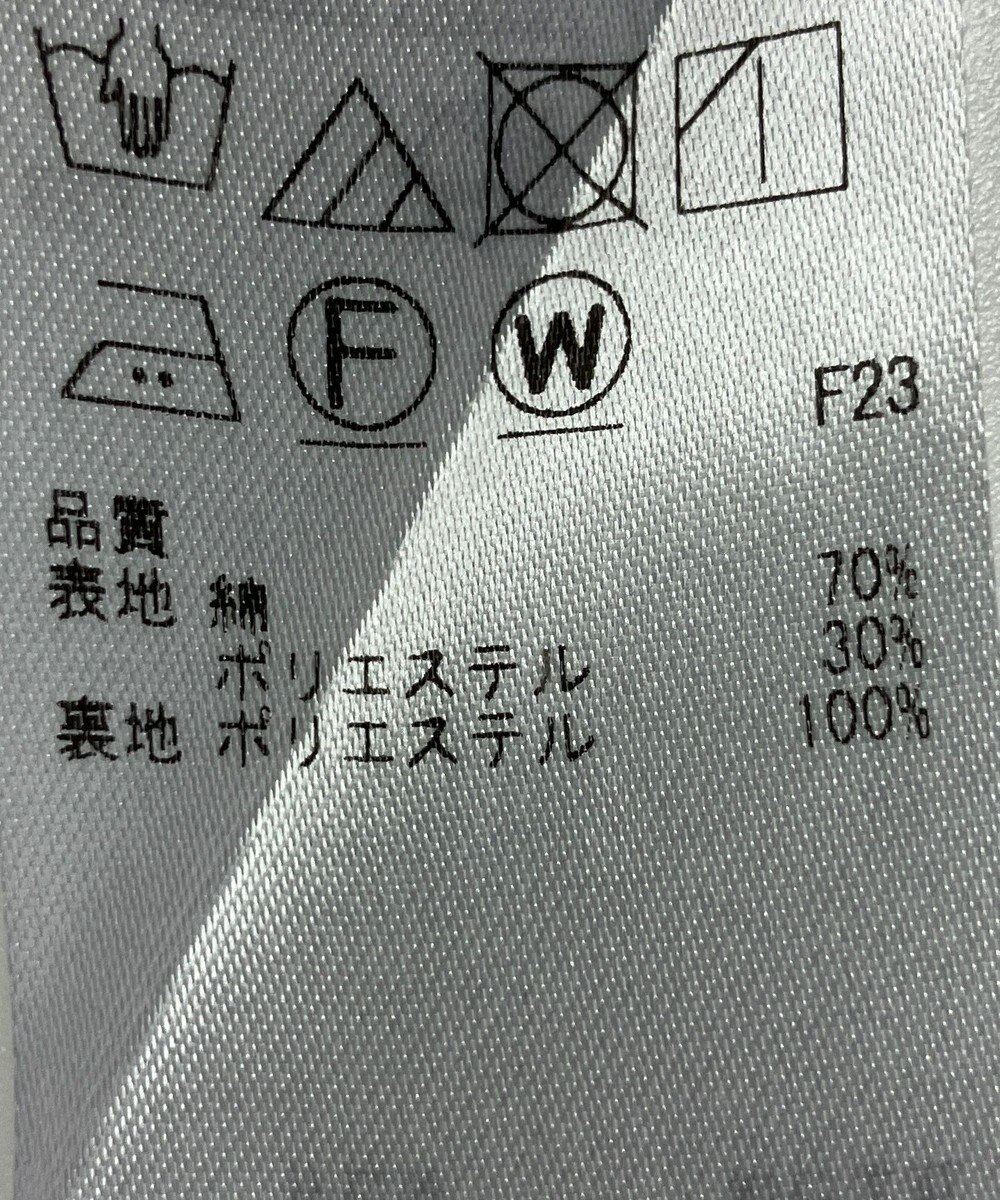 F W F23
品質
表地 綿 70%
ポリエステル 30%
裏地 ポリエステル 100%